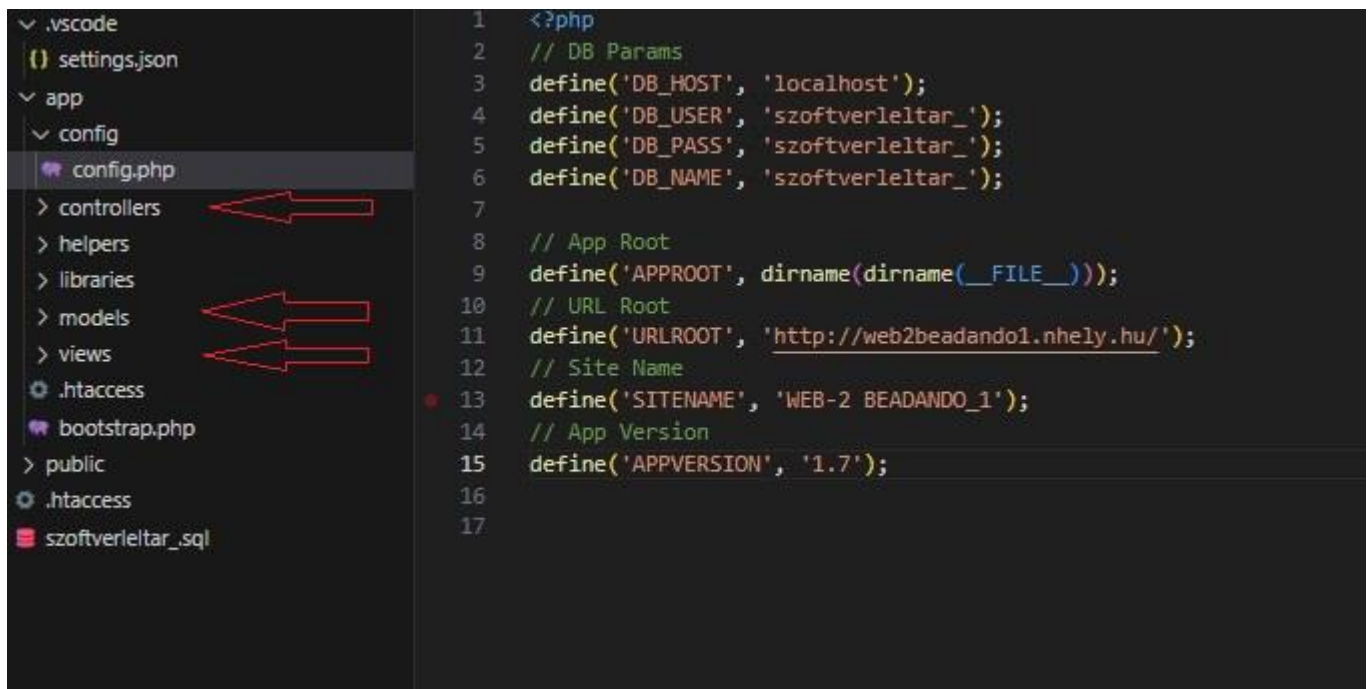 .vscode
{} settings.json
app
config
config.php
controllers
helpers
libraries
models
views
.htaccess
bootstrap.php
public
.htaccess
szoftverleltar_.sql
1 <?php
2 // DB Params
3 define('DB_HOST', 'localhost');
4 define('DB_USER', 'szoftverleltar_');
5 define('DB_PASS', 'szoftverleltar_');
6 define('DB_NAME', 'szoftverleltar_');
7
8 // App Root
9 define('APPROOT', dirname(dirname(__FILE__)));
10 // URL Root
11 define('URLROOT', 'http://web2beadando1.nhely.hu/');
12 // Site Name
13 define('SITENAME', 'WEB-2 BEADANDO_1');
14 // App Version
15 define('APPVERSION', '1.7');
16
17